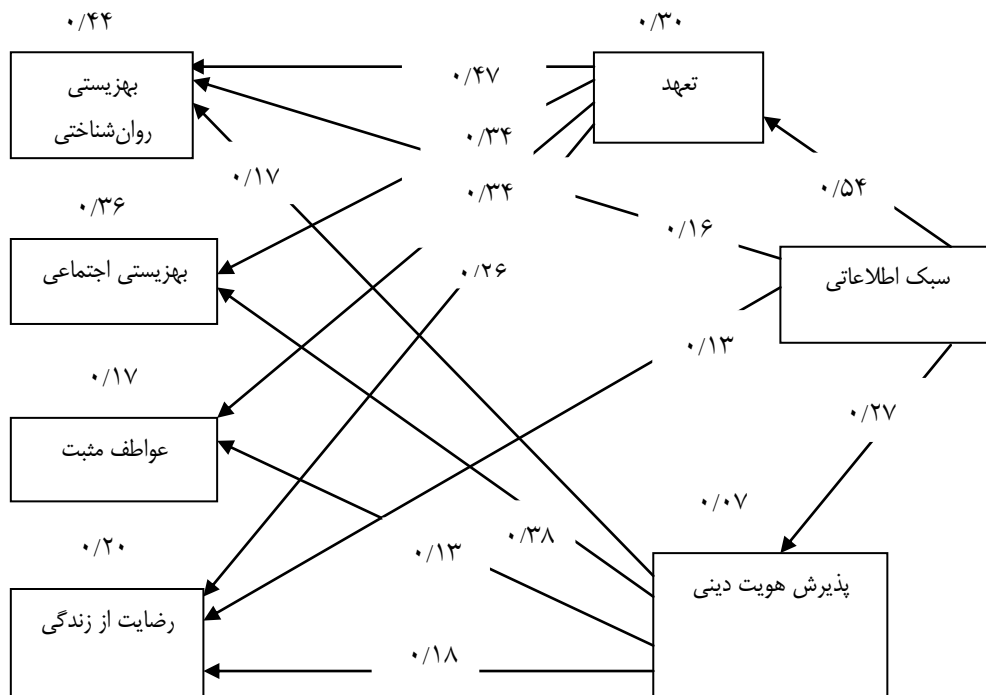 ۰/۴۴
۰/۳۰
بهزیستی
روان‌شناختی
۰/۴۷
تعهد
۰/۳۴
۰/۱۷
۰/۳۴
۰/۵۴
۰/۳۶
۰/۱۶
بهزیستی اجتماعی
۰/۲۶
سبک اطلاعاتی
۰/۱۳
۰/۱۷
۰/۲۷
عواطف مثبت
۰/۰۷
۰/۲۰
۰/۱۳
۰/۳۸
پذیرش هویت دینی
رضایت از زندگی
۰/۱۸